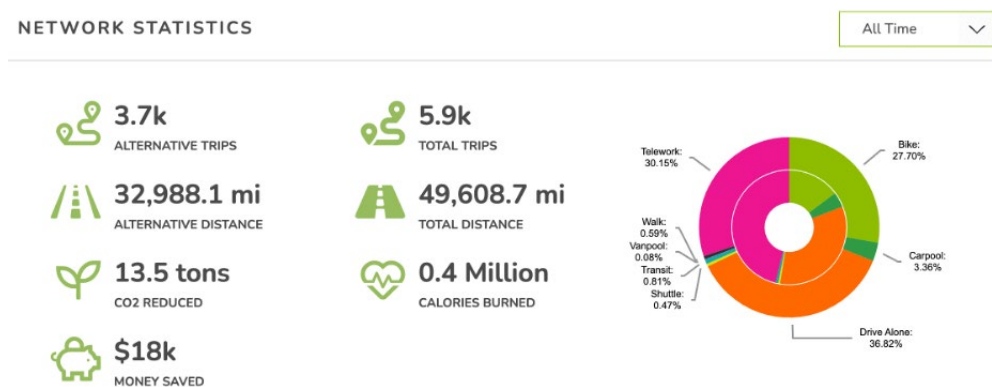 NETWORK STATISTICS
All Time
3.7k
ALTERNATIVE TRIPS
5.9k
TOTAL TRIPS
32,988.1 mi
ALTERNATIVE DISTANCE
49,608.7 mi
TOTAL DISTANCE
13.5 tons
CO2 REDUCED
0.4 Million
CALORIES BURNED
$18k
MONEY SAVED
Telework:
30.15%
Bike:
27.70%
Walk:
0.59%
Vanpool:
0.08%
Transit:
0.81%
Shuttle:
0.47%
Carpool:
3.36%
Drive Alone:
36.82%